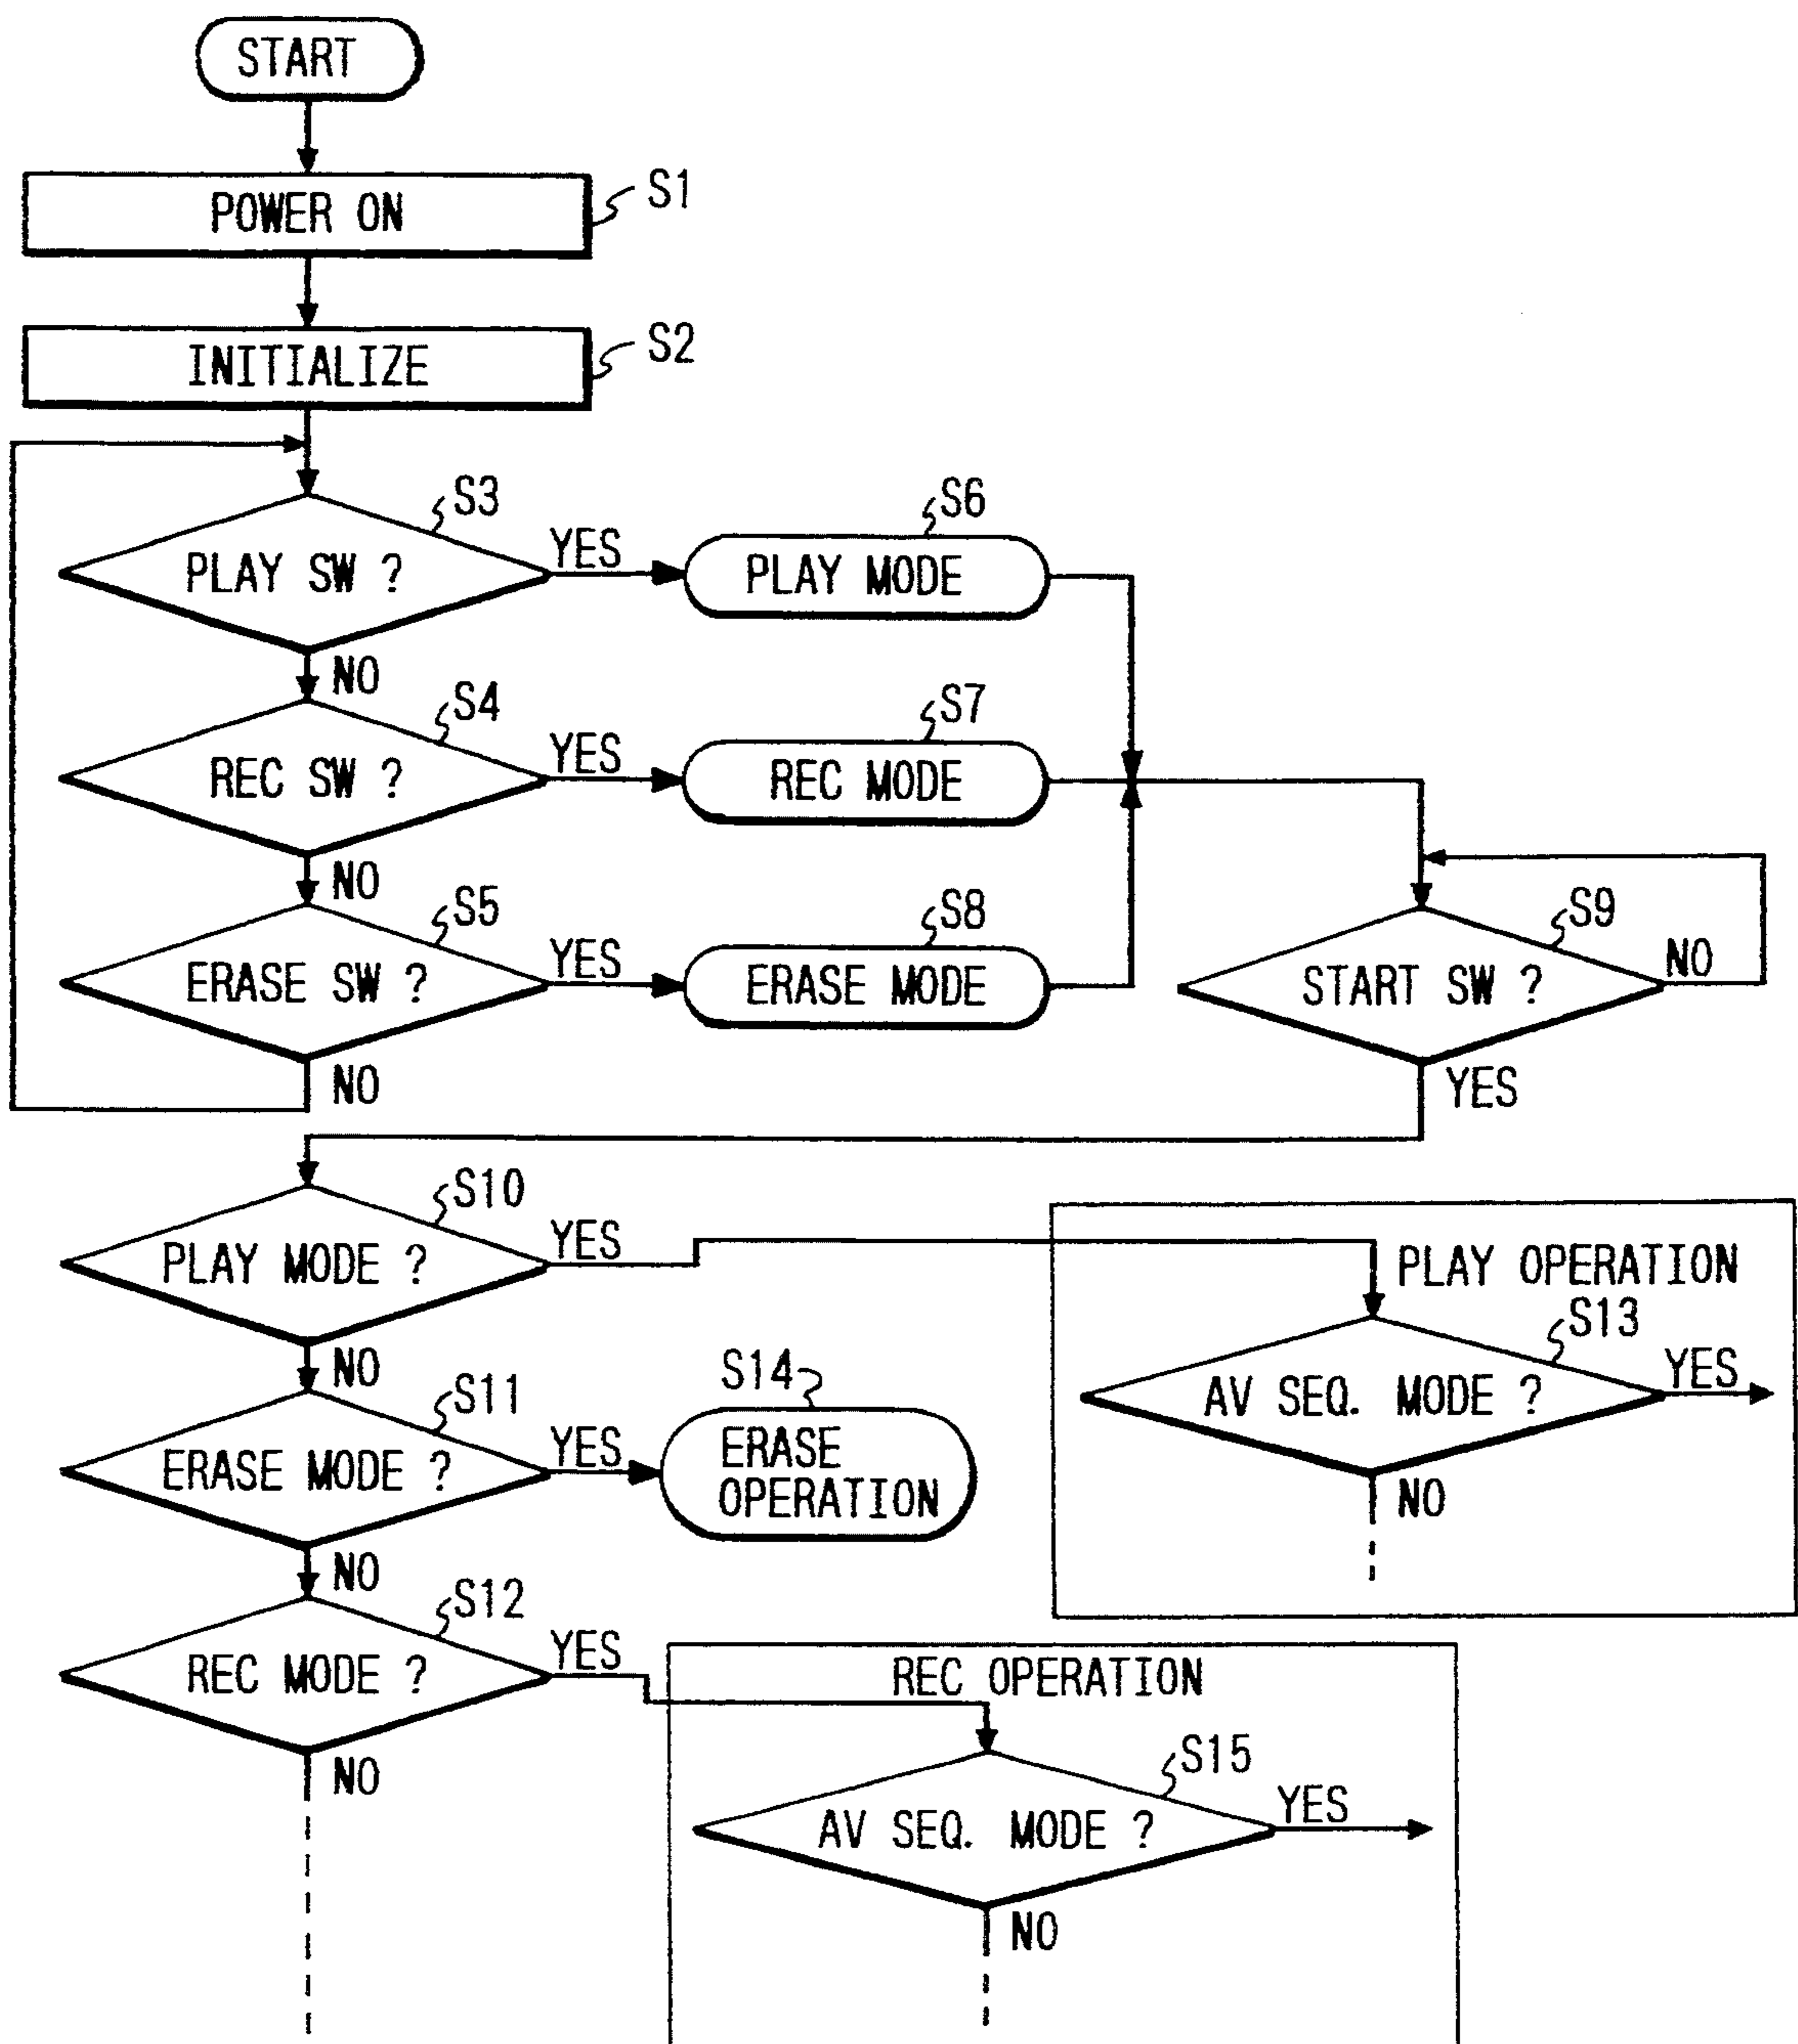 START
POWER ON
S1
INITIALIZE
S2
S3
PLAY SW ?
YES
S6
PLAY MODE
NO
S4
REC SW ?
YES
S7
REC MODE
NO
S5
ERASE SW ?
YES
S8
ERASE MODE
NO
S9
START SW ?
NO
YES
S10
PLAY MODE ?
YES
PLAY OPERATION
S13
AV SEQ. MODE ?
YES
NO
NO
S11
ERASE MODE ?
YES
S14
ERASE
OPERATION
NO
S12
REC MODE ?
YES
NO
REC OPERATION
S15
AV SEQ. MODE ?
YES
NO